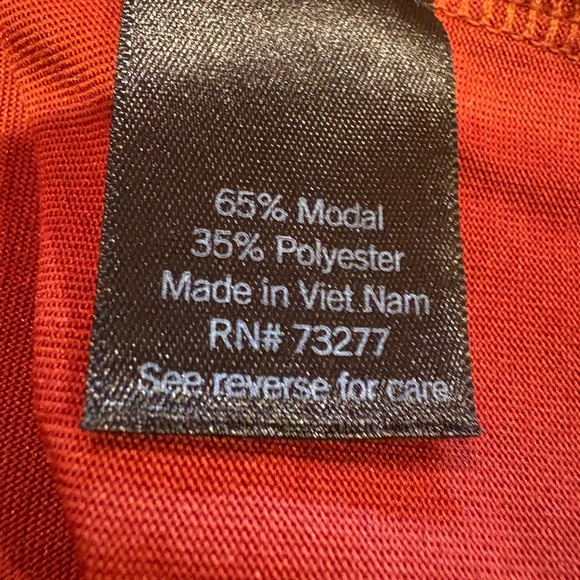 65% Modal
35% Polyester
Made in Viet Nam
RN# 73277
See reverse for care